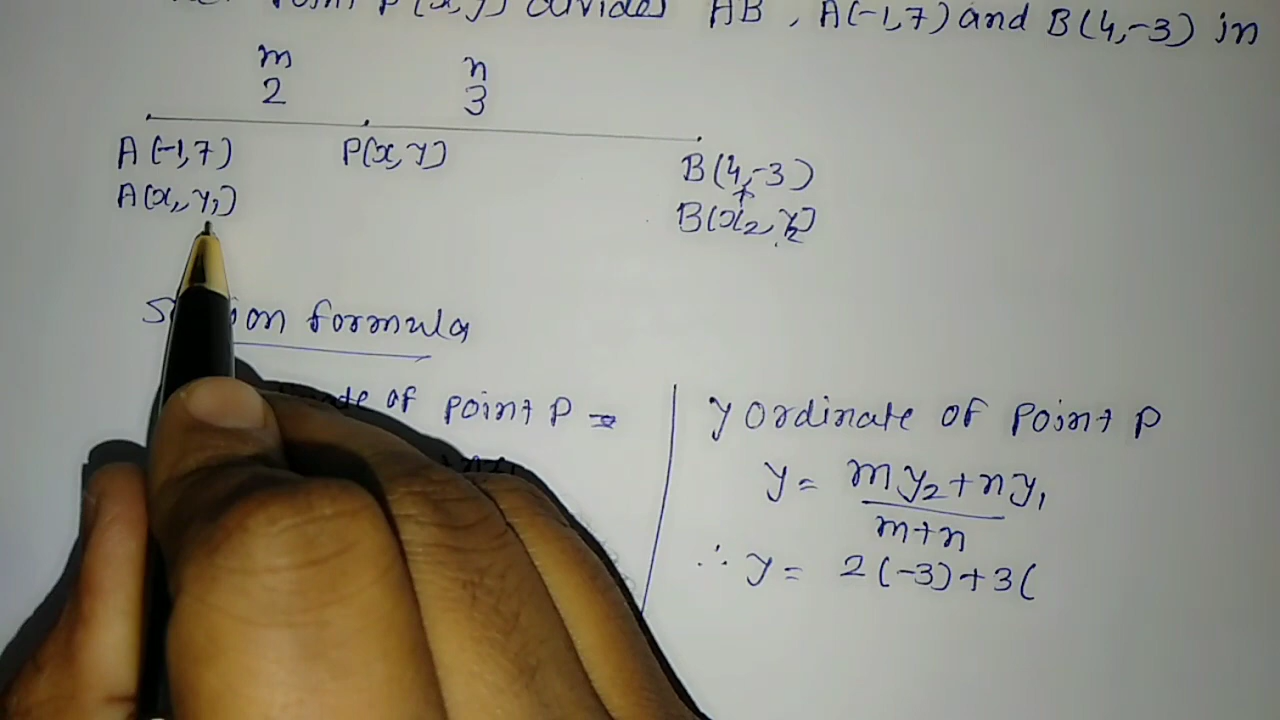 P(x,y) divides AB, A(-1,7) and B(4,-3) in
m n
2 3
A(-1,7) P(x,y) B(4,-3)
A(x1,y1) B(x2,y2)
formula
of point P =
y ordinate of point P
y = my2+ny1
m+n
∴ y = 2(-3)+3(